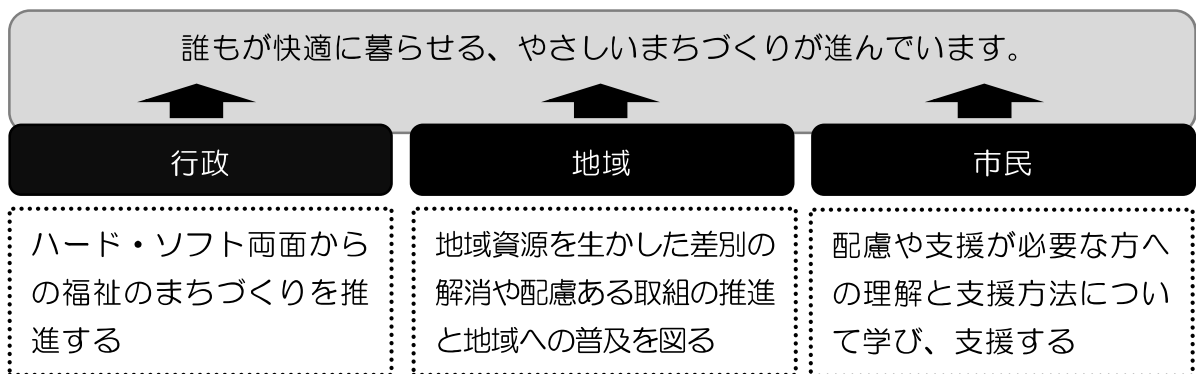 誰もが快適に暮らせる、やさしいまちづくりが進んでいます。
行政
地域
市民
ハード・ソフト両面から
の福祉のまちづくりを推
進する
地域資源を生かした差別の
解消や配慮ある取組の推進
と地域への普及を図る
配慮や支援が必要な方へ
の理解と支援方法につい
て学び、支援する